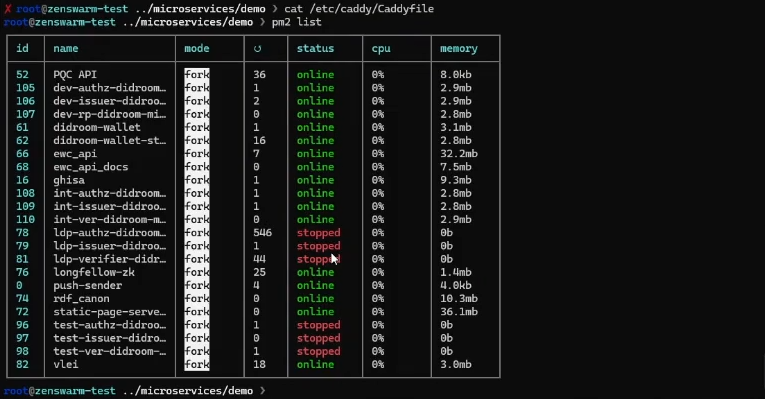 ✗ root@zenswarm-test ../microservices/demo ❯ cat /etc/caddy/Caddyfile
root@zenswarm-test ../microservices/demo ❯ pm2 list
id name mode ↺ status cpu memory
52 PQC API fork 36 online 0% 8.0kb
105 dev-authz-didroom… fork 1 online 0% 2.9mb
106 dev-issuer-didroo… fork 2 online 0% 2.9mb
107 dev-rp-didroom-mi… fork 0 online 0% 2.8mb
61 didroom-wallet fork 1 online 0% 3.1mb
62 didroom-wallet-st… fork 16 online 0% 2.8mb
66 ewc_api fork 7 online 0% 32.2mb
68 ewc_api_docs fork 0 online 0% 7.5mb
16 ghisa fork 1 online 0% 9.3mb
108 int-authz-didroom… fork 1 online 0% 2.8mb
109 int-issuer-didroo… fork 1 online 0% 2.8mb
110 int-ver-didroom-m… fork 0 online 0% 2.9mb
78 ldp-authz-didroom… fork 546 stopped 0% 0b
79 ldp-issuer-didroo… fork 1 stopped 0% 0b
81 ldp-verifier-didr… fork 44 stopped 0% 0b
76 longfellow-zk fork 25 online 0% 1.4mb
0 push-sender fork 4 online 0% 4.0kb
74 rdf_canon fork 0 online 0% 10.3mb
72 static-page-serve… fork 0 online 0% 36.1mb
96 test-authz-didroo… fork 1 stopped 0% 0b
97 test-issuer-didro… fork 1 stopped 0% 0b
98 test-ver-didroom-… fork 1 stopped 0% 0b
82 vlei fork 18 online 0% 3.0mb
root@zenswarm-test ../microservices/demo ❯